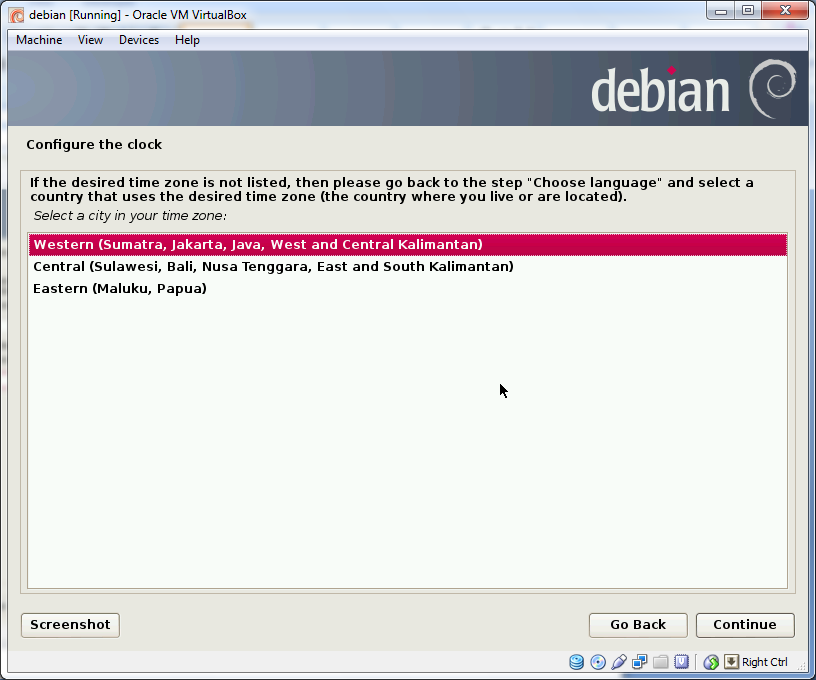 debian [Running] - Oracle VM VirtualBox
Machine View Devices Help
debian
Configure the clock
If the desired time zone is not listed, then please go back to the step "Choose language" and select a
country that uses the desired time zone (the country where you live or are located).
Select a city in your time zone:
Western (Sumatra, Jakarta, Java, West and Central Kalimantan)
Central (Sulawesi, Bali, Nusa Tenggara, East and South Kalimantan)
Eastern (Maluku, Papua)
Screenshot Go Back Continue
Right Ctrl